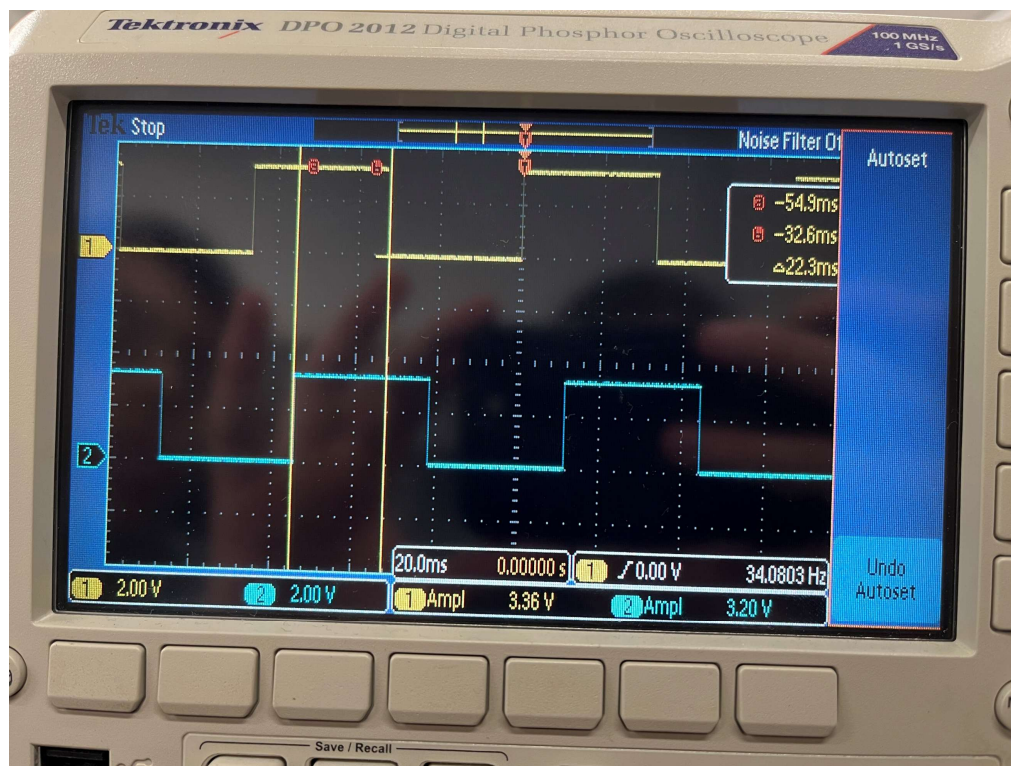 Tektronix DPO 2012 Digital Phosphor Oscilloscope
100 MHz
1 GS/s
Tek Stop
Noise Filter Of
Autoset
a -54.9ms
b -32.6ms
△22.3ms
1
2
20.0ms 0.00000 s 1 0.00 V 34.0803 Hz
1 2.00 V 2 2.00 V 1 Ampl 3.36 V 2 Ampl 3.20 V
Undo
Autoset
Save / Recall